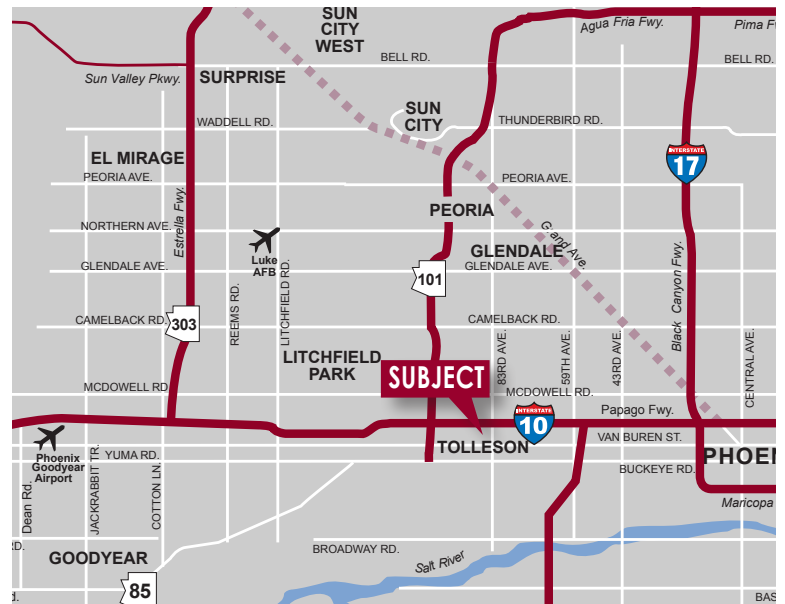 SUN
CITY
WEST
Agua Fria Fwy.
Pima F
BELL RD.
BELL RD.
Sun Valley Pkwy.
SURPRISE
SUN
CITY
WADDELL RD.
THUNDERBIRD RD.
EL MIRAGE
INTERSTATE
17
PEORIA AVE.
PEORIA AVE.
Estrella Fwy.
PEORIA
NORTHERN AVE.
Grand Ave.
Luke
AFB
GLENDALE
GLENDALE AVE.
GLENDALE AVE.
101
Black Canyon Fwy.
REEMS RD.
LITCHFIELD RD.
CAMELBACK RD.
303
CAMELBACK RD.
LITCHFIELD
PARK
83RD AVE.
59TH AVE.
43RD AVE.
CENTRAL AVE.
SUBJECT
MCDOWELL RD
MCDOWELL RD.
INTERSTATE
10
Papago Fwy.
Phoenix
Goodyear
Airport
YUMA RD.
TOLLESON
VAN BUREN ST.
PHOEN
BUCKEYE RD.
Dean Rd.
JACKRABBIT TR.
COTTON LN.
Maricopa
RD.
GOODYEAR
BROADWAY RD.
Salt River
85
d.
BAS